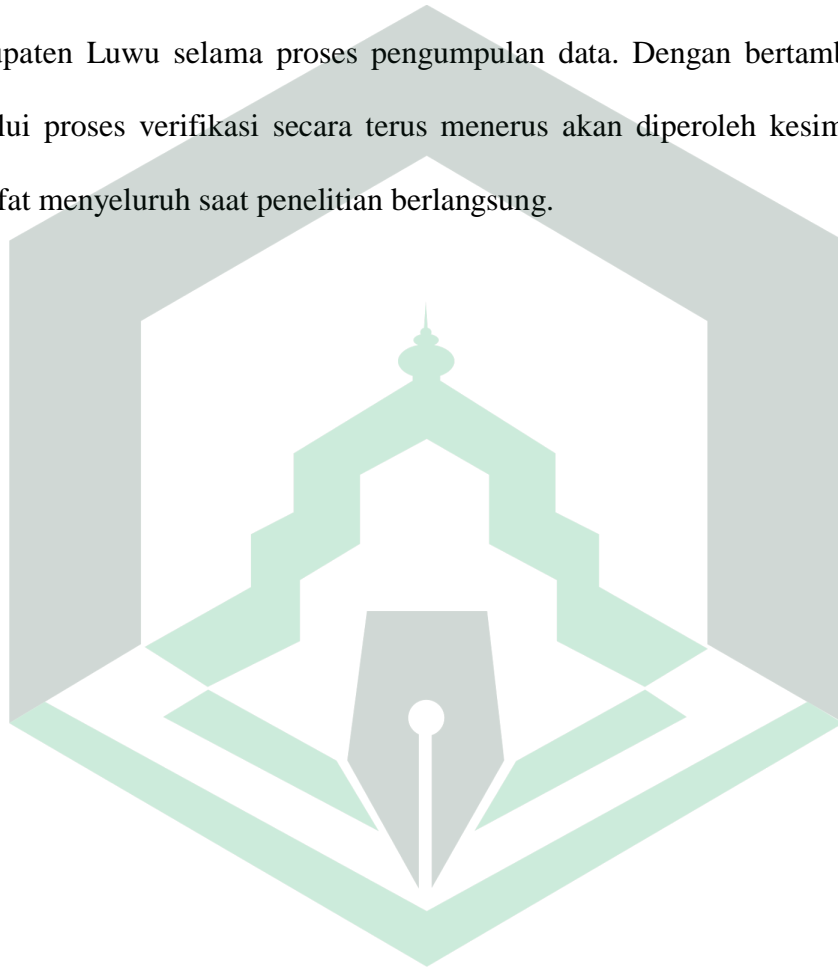 upaten Luwu selama proses pengumpulan data. Dengan bertamb
lui proses verifikasi secara terus menerus akan diperoleh kesim
fat menyeluruh saat penelitian berlangsung.